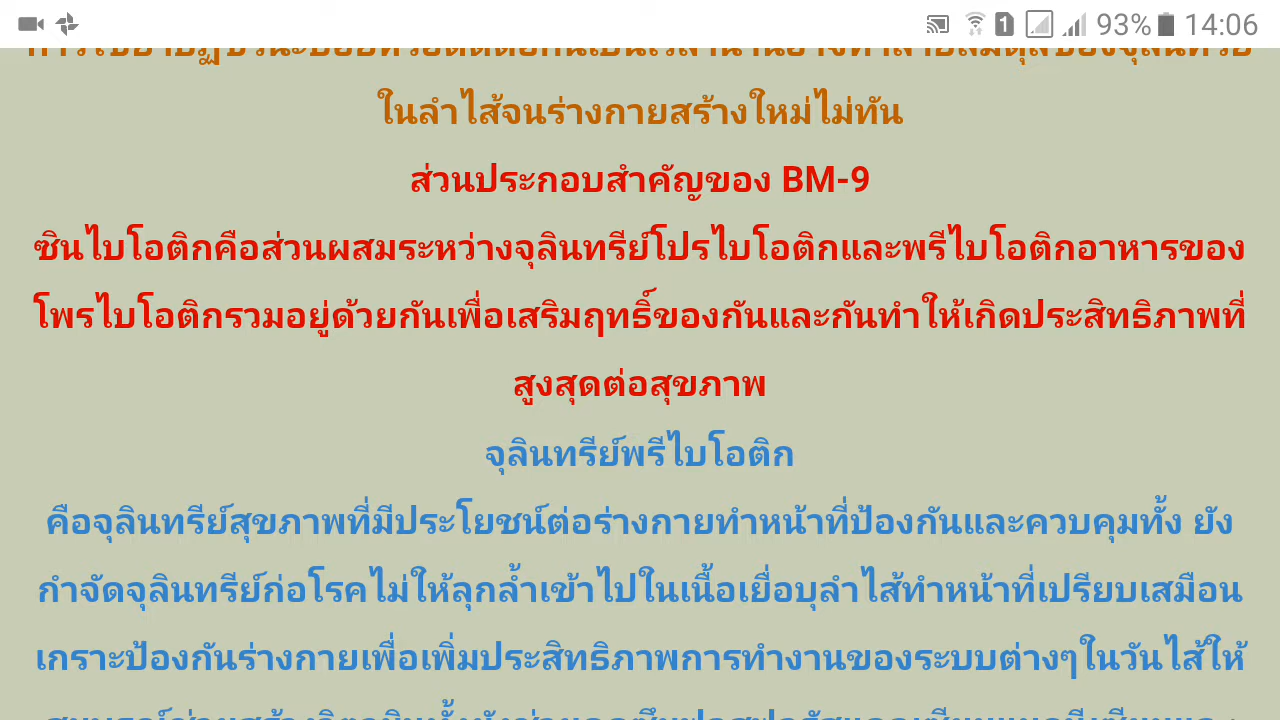 93% 14:06
ในลำไส้จนร่างกายสร้างใหม่ไม่ทัน
ส่วนประกอบสำคัญของ BM-9
ซินไบโอติกคือส่วนผสมระหว่างจุลินทรีย์โปรไบโอติกและพรีไบโอติกอาหารของ
โพรไบโอติกรวมอยู่ด้วยกันเพื่อเสริมฤทธิ์ของกันและกันทำให้เกิดประสิทธิภาพที่
สูงสุดต่อสุขภาพ
จุลินทรีย์พรีไบโอติก
คือจุลินทรีย์สุขภาพที่มีประโยชน์ต่อร่างกายทำหน้าที่ป้องกันและควบคุมทั้ง ยัง
กำจัดจุลินทรีย์ก่อโรคไม่ให้ลุกล้ำเข้าไปในเนื้อเยื่อบุลำไส้ทำหน้าที่เปรียบเสมือน
เกราะป้องกันร่างกายเพื่อเพิ่มประสิทธิภาพการทำงานของระบบต่างๆในวันไส้ให้